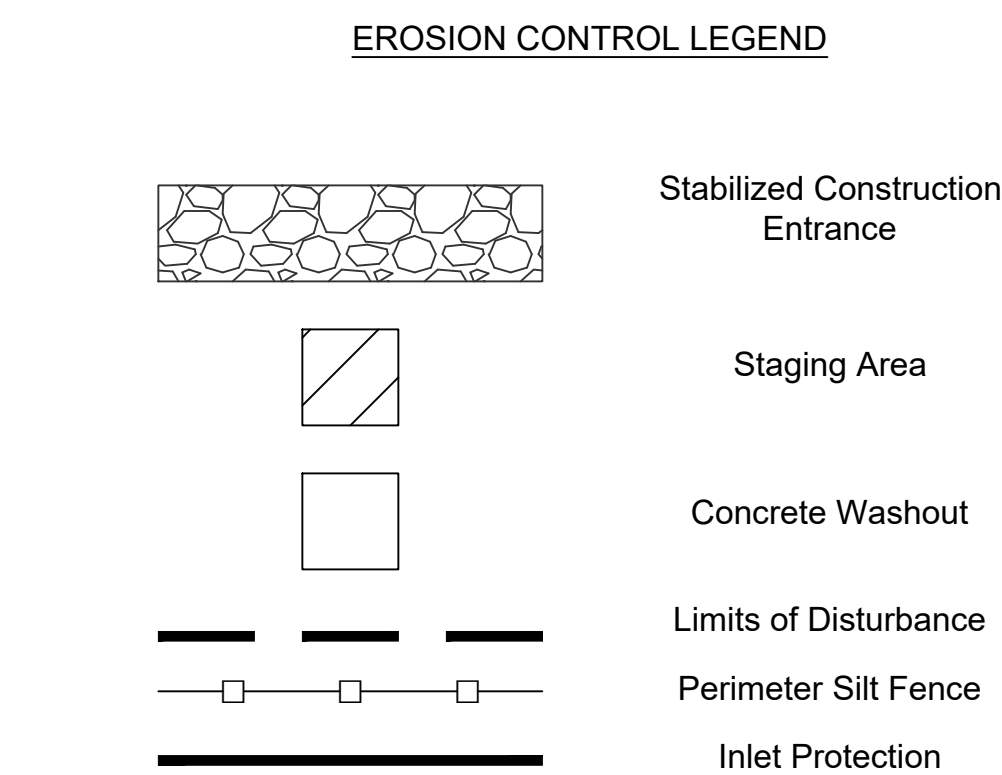 EROSION CONTROL LEGEND
Stabilized Construction
Entrance
Staging Area
Concrete Washout
Limits of Disturbance
Perimeter Silt Fence
Inlet Protection